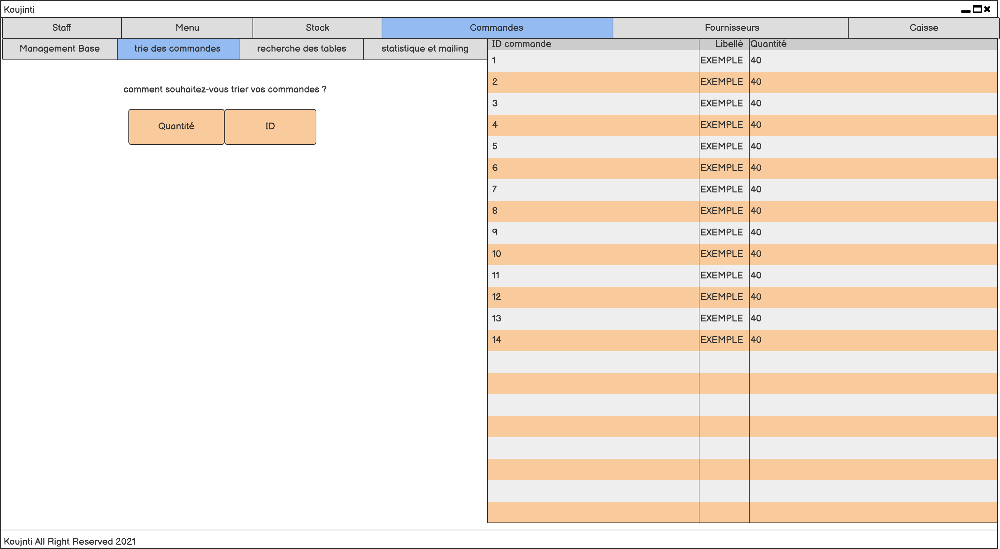 Koujinti
Staff Menu Stock Commandes Fournisseurs Caisse
Management Base trie des commandes recherche des tables statistique et mailing
comment souhaitez-vous trier vos commandes ?
Quantité ID
ID commande Libellé Quantité
1 EXEMPLE 40
2 EXEMPLE 40
3 EXEMPLE 40
4 EXEMPLE 40
5 EXEMPLE 40
6 EXEMPLE 40
7 EXEMPLE 40
8 EXEMPLE 40
9 EXEMPLE 40
10 EXEMPLE 40
11 EXEMPLE 40
12 EXEMPLE 40
13 EXEMPLE 40
14 EXEMPLE 40
Koujnti All Right Reserved 2021